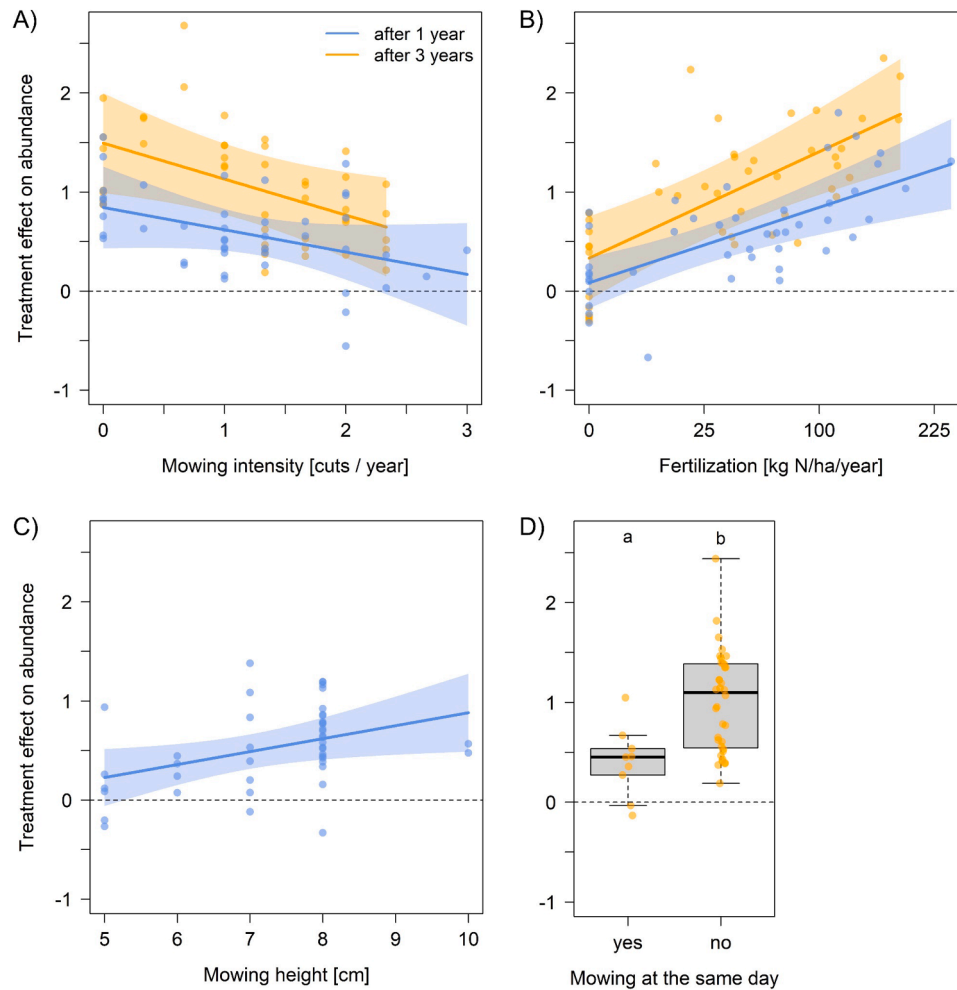 A)
after 1 year
after 3 years
Treatment effect on abundance
2
1
0
-1
0 1 2 3
Mowing intensity [cuts / year]
B)
2
1
0
-1
0 25 100 225
Fertilization [kg N/ha/year]
C)
Treatment effect on abundance
2
1
0
-1
5 6 7 8 9 10
Mowing height [cm]
D)
a b
2
1
0
-1
yes no
Mowing at the same day